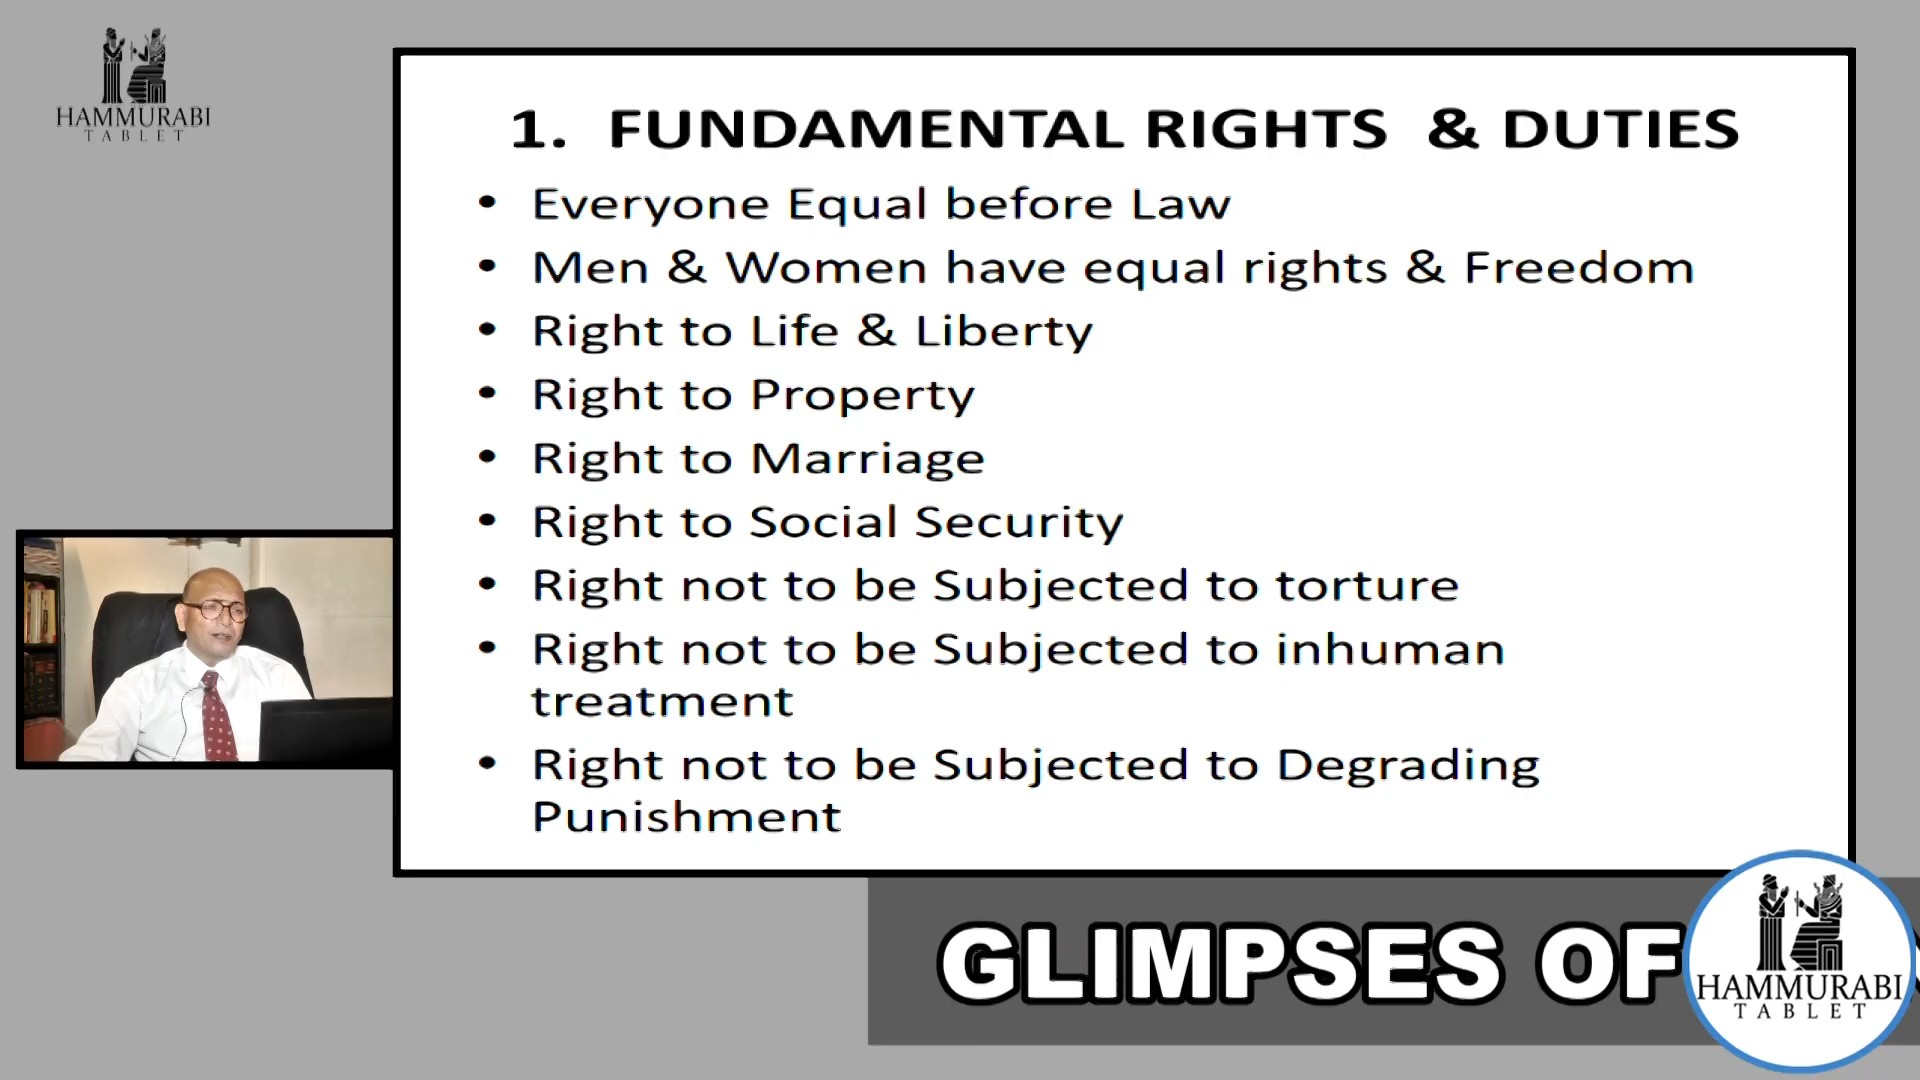 HAMMURABI
TABLET
1. FUNDAMENTAL RIGHTS & DUTIES
• Everyone Equal before Law
• Men & Women have equal rights & Freedom
• Right to Life & Liberty
• Right to Property
• Right to Marriage
• Right to Social Security
• Right not to be Subjected to torture
• Right not to be Subjected to inhuman
treatment
• Right not to be Subjected to Degrading
Punishment
GLIMPSES OF
HAMMURABI
TABLET